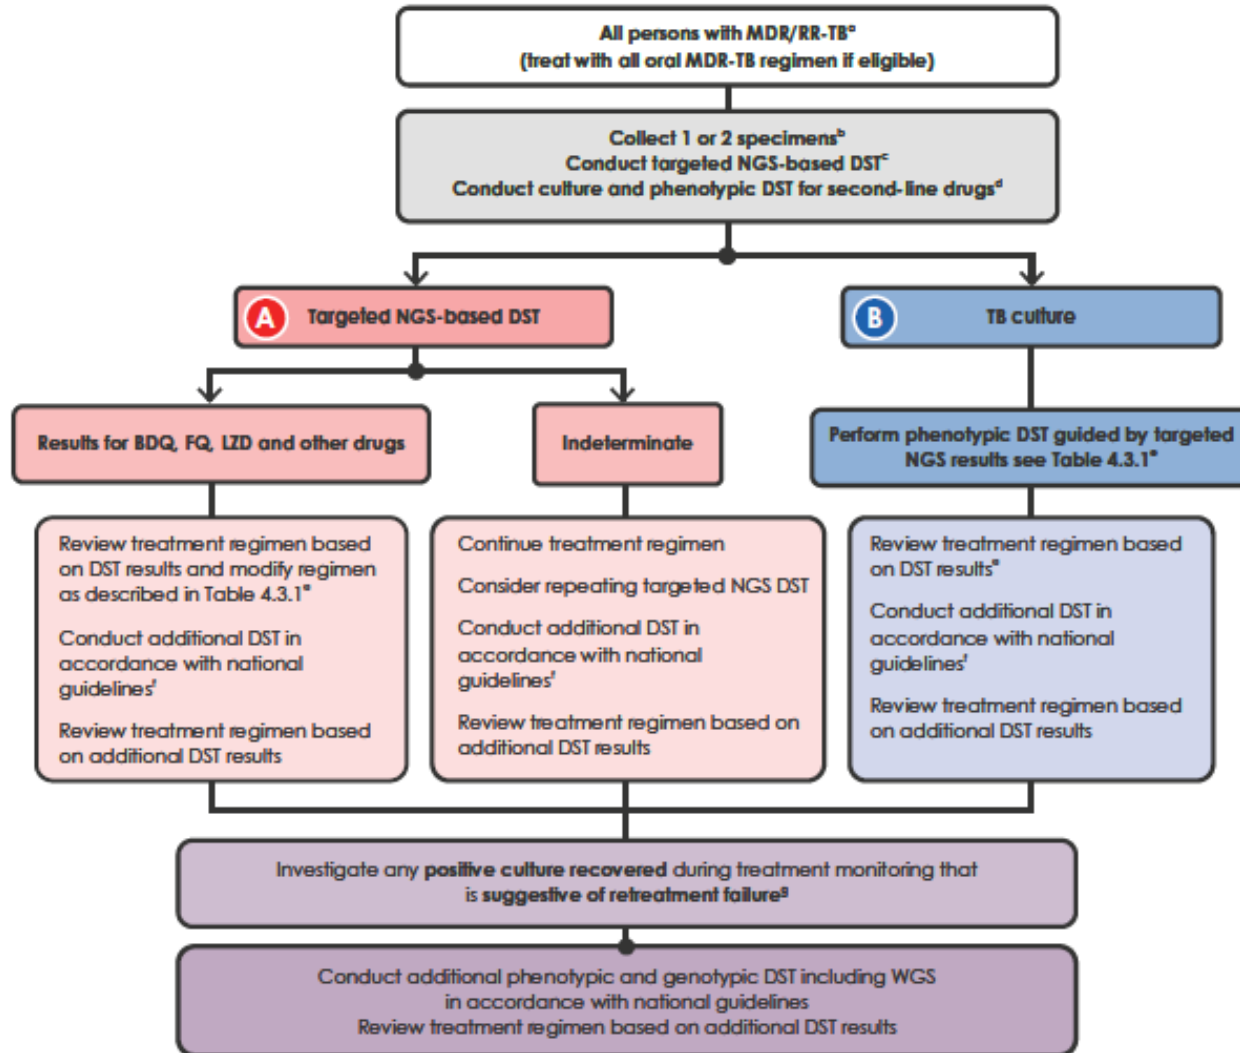 All persons with MDR/RR-TBᵃ
(treat with all oral MDR-TB regimen if eligible)
Collect 1 or 2 specimensᵇ
Conduct targeted NGS-based DSTᶜ
Conduct culture and phenotypic DST for second-line drugsᵈ
A Targeted NGS-based DST
B TB culture
Results for BDQ, FQ, LZD and other drugs
Indeterminate
Perform phenotypic DST guided by targeted
NGS results see Table 4.3.1ᵉ
Review treatment regimen based
on DST results and modify regimen
as described in Table 4.3.1ᵉ
Conduct additional DST in
accordance with national
guidelinesᶠ
Review treatment regimen based
on additional DST results
Continue treatment regimen
Consider repeating targeted NGS DST
Conduct additional DST in
accordance with national
guidelinesᶠ
Review treatment regimen based on
additional DST results
Review treatment regimen based
on DST resultsᵉ
Conduct additional DST in
accordance with national
guidelinesᶠ
Review treatment regimen based
on additional DST results
Investigate any positive culture recovered during treatment monitoring that
is suggestive of retreatment failureᵍ
Conduct additional phenotypic and genotypic DST including WGS
in accordance with national guidelines
Review treatment regimen based on additional DST results